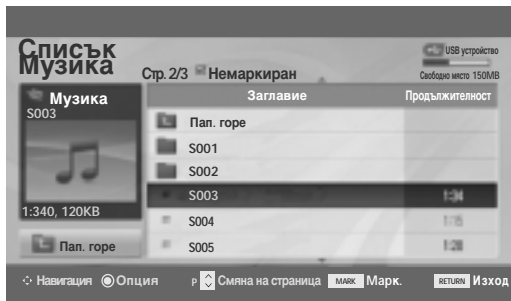 Списък
Музика
Стр. 2/3 Немаркиран
USB устройство
Свободно място 150MB
Музика
S003
1:340, 120KB
Пап. горе
Заглавие Продължителност
Пап. горе
S001
S002
S003 1:34
S004 1:15
S005 1:28
Навигация Опция P Смяна на страница MARK Марк. RETURN Изход